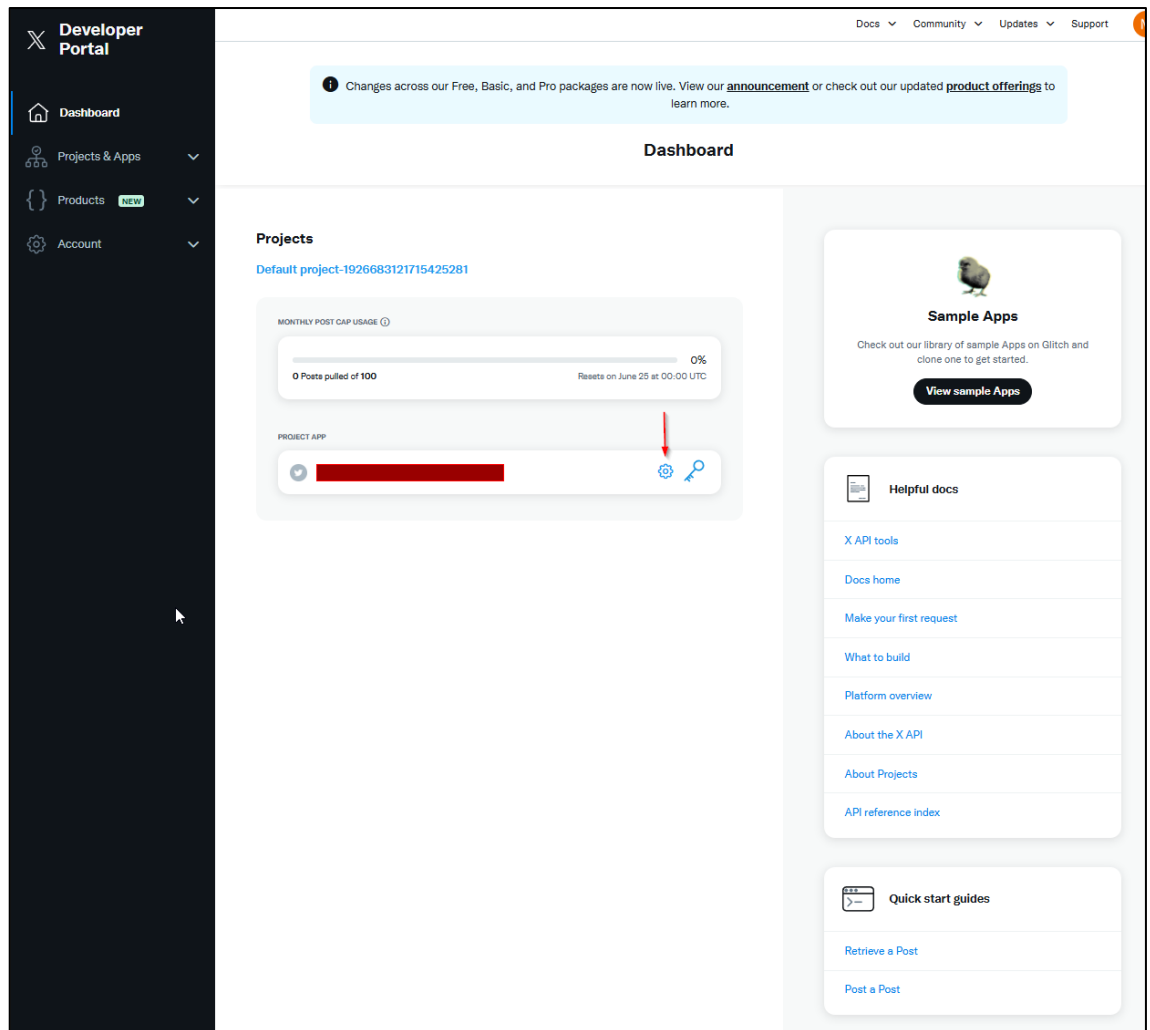 Developer
Portal
Docs
Community
Updates
Support
Dashboard
Projects & Apps
Products NEW
Account
Changes across our Free, Basic, and Pro packages are now live. View our announcement or check out our updated product offerings to
learn more.
Dashboard
Projects
Default project-1926683121715425281
MONTHLY POST CAP USAGE
0%
0 Posts pulled of 100
Resets on June 25 at 00:00 UTC
PROJECT APP
Sample Apps
Check out our library of sample Apps on Glitch and
clone one to get started.
View sample Apps
Helpful docs
X API tools
Docs home
Make your first request
What to build
Platform overview
About the X API
About Projects
API reference index
Quick start guides
Retrieve a Post
Post a Post